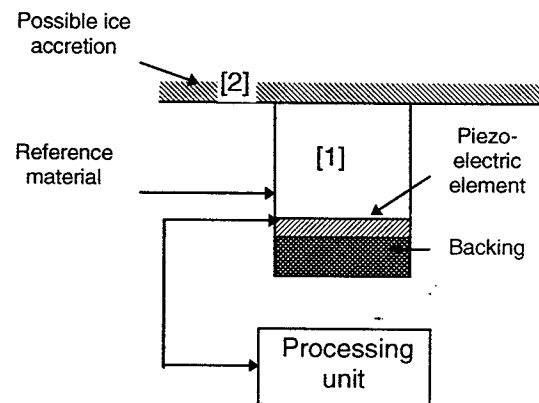 Possible ice
accretion
[2]
[1]
Reference
material
Piezo-
electric
element
Backing
Processing
unit